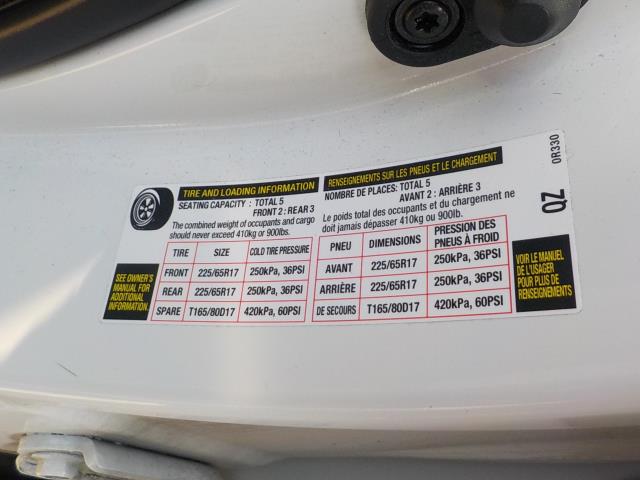 TIRE AND LOADING INFORMATION
SEATING CAPACITY : TOTAL 5
FRONT 2 : REAR 3
The combined weight of occupants and cargo
should never exceed 410kg or 900lb.
TIRE SIZE COLD TIRE PRESSURE
FRONT 225/65R17 250kPa, 36PSI
REAR 225/65R17 250kPa, 36PSI
SPARE T165/80D17 420kPa, 60PSI
SEE OWNER'S
MANUAL FOR
ADDITIONAL
INFORMATION
RENSEIGNEMENTS SUR LES PNEUS ET LE CHARGEMENT
NOMBRE DE PLACES: TOTAL 5
AVANT 2 : ARRIÈRE 3
Le poids total des occupants et du chargement ne
doit jamais dépasser 410kg ou 900lb.
PNEU DIMENSIONS PRESSION DES
PNEUS À FROID
AVANT 225/65R17 250kPa, 36PSI
ARRIÈRE 225/65R17 250kPa, 36PSI
DE SECOURS T165/80D17 420kPa, 60PSI
VOIR LE MANUEL
DE L'USAGER
POUR PLUS DE
RENSEIGNEMENTS
QZ
0R330